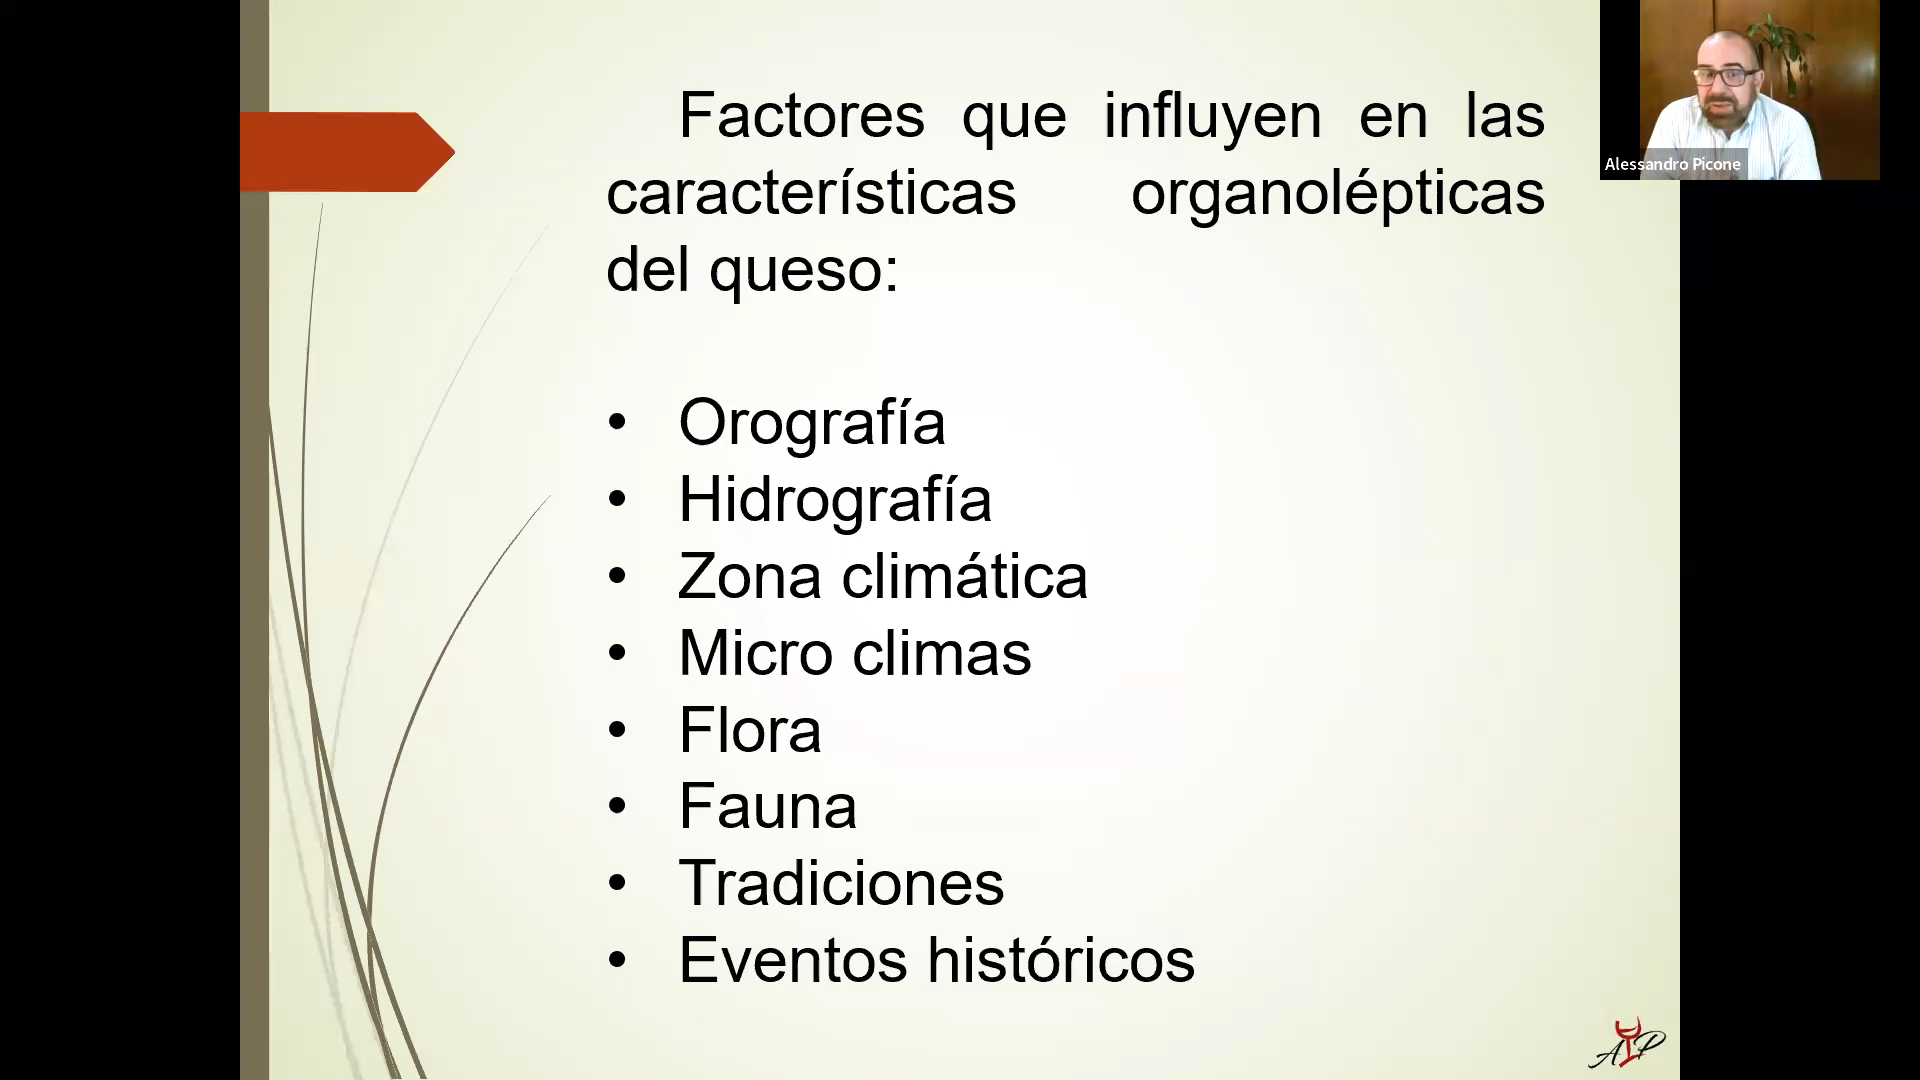 Factores que influyen en las
características organolépticas
del queso:
• Orografía
• Hidrografía
• Zona climática
• Micro climas
• Flora
• Fauna
• Tradiciones
• Eventos históricos
Alessandro Picone
AP